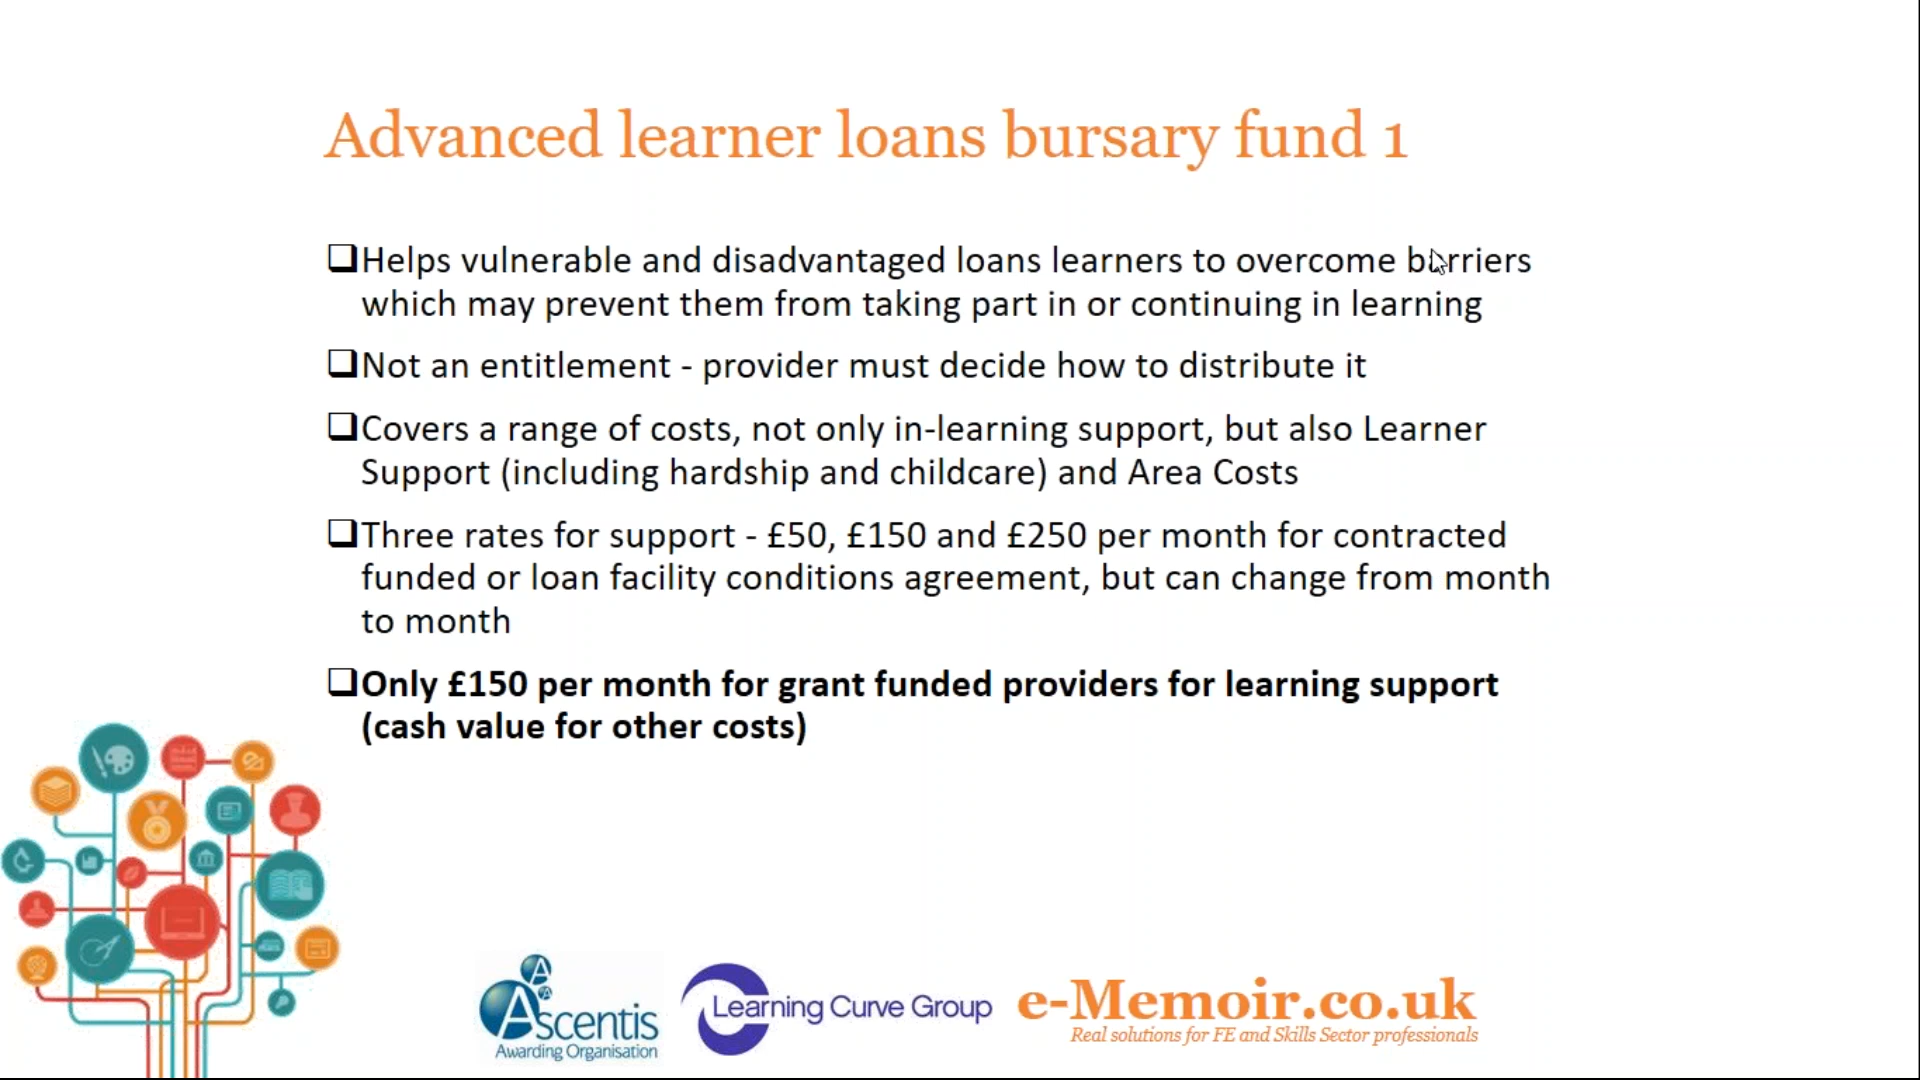 Advanced learner loans bursary fund 1
❑Helps vulnerable and disadvantaged loans learners to overcome barriers
which may prevent them from taking part in or continuing in learning
❑Not an entitlement - provider must decide how to distribute it
❑Covers a range of costs, not only in-learning support, but also Learner
Support (including hardship and childcare) and Area Costs
❑Three rates for support - £50, £150 and £250 per month for contracted
funded or loan facility conditions agreement, but can change from month
to month
❑Only £150 per month for grant funded providers for learning support
(cash value for other costs)
A
A
Ascentis
Awarding Organisation
Learning Curve Group
e-Memoir.co.uk
Real solutions for FE and Skills Sector professionals